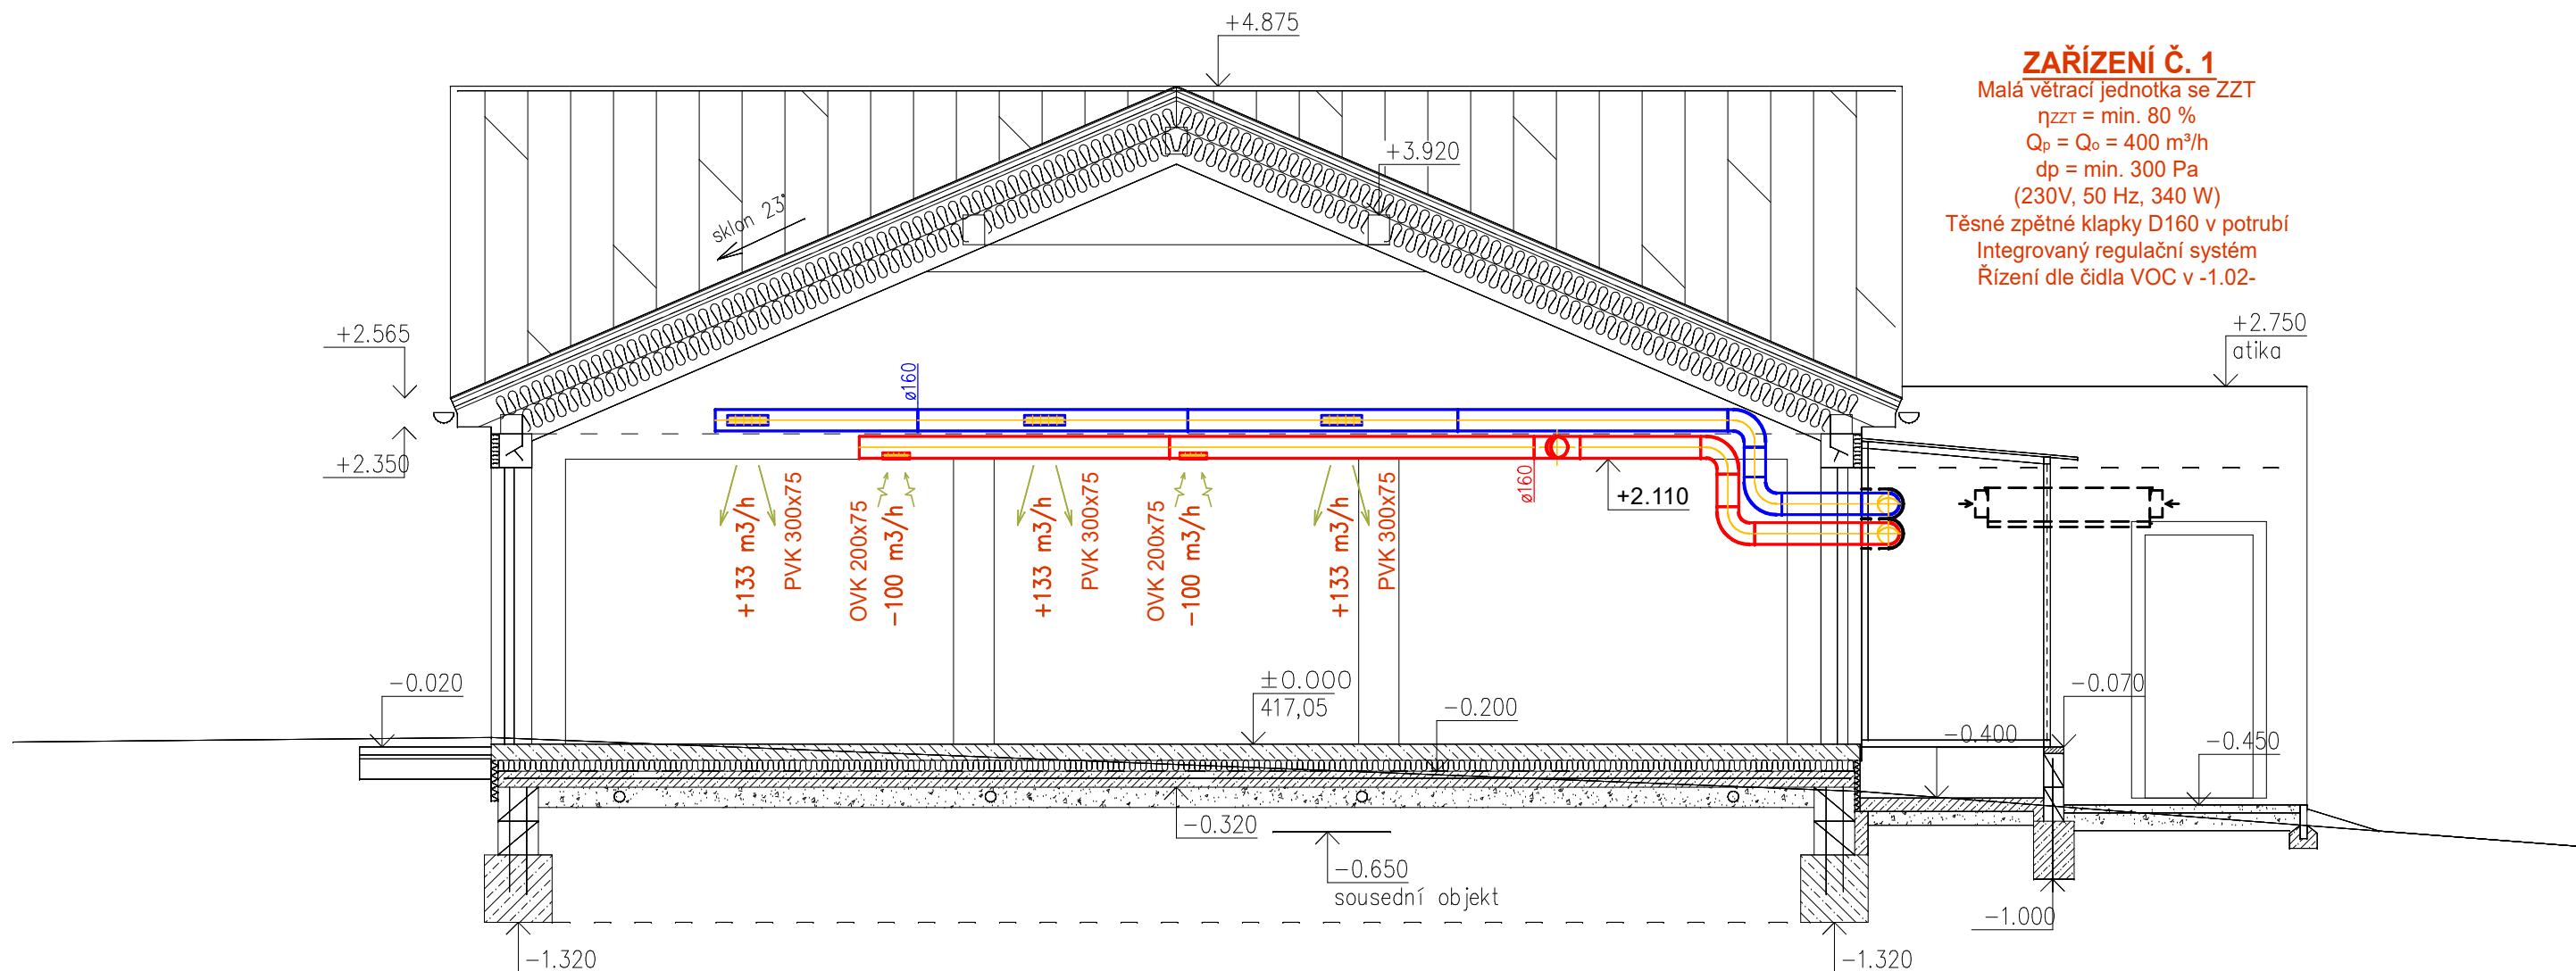 +4.875
ZAŘÍZENÍ Č. 1
Malá větrací jednotka se ZZT
ηZZT = min. 80 %
Qp = Qo = 400 m³/h
dp = min. 300 Pa
(230V, 50 Hz, 340 W)
Těsné zpětné klapky D160 v potrubí
Integrovaný regulační systém
Řízení dle čidla VOC v -1.02-
+3.920
sklon 23°
+2.565
+2.750
atika
ø160
+2.350
ø160
+2.110
+133 m3/h
PVK 300x75
OVK 200x75
-100 m3/h
+133 m3/h
PVK 300x75
OVK 200x75
-100 m3/h
+133 m3/h
PVK 300x75
-0.020
±0.000
417,05
-0.070
-0.200
-0.400
-0.450
-0.320
-0.650
sousední objekt
-1.000
-1.320
-1.320